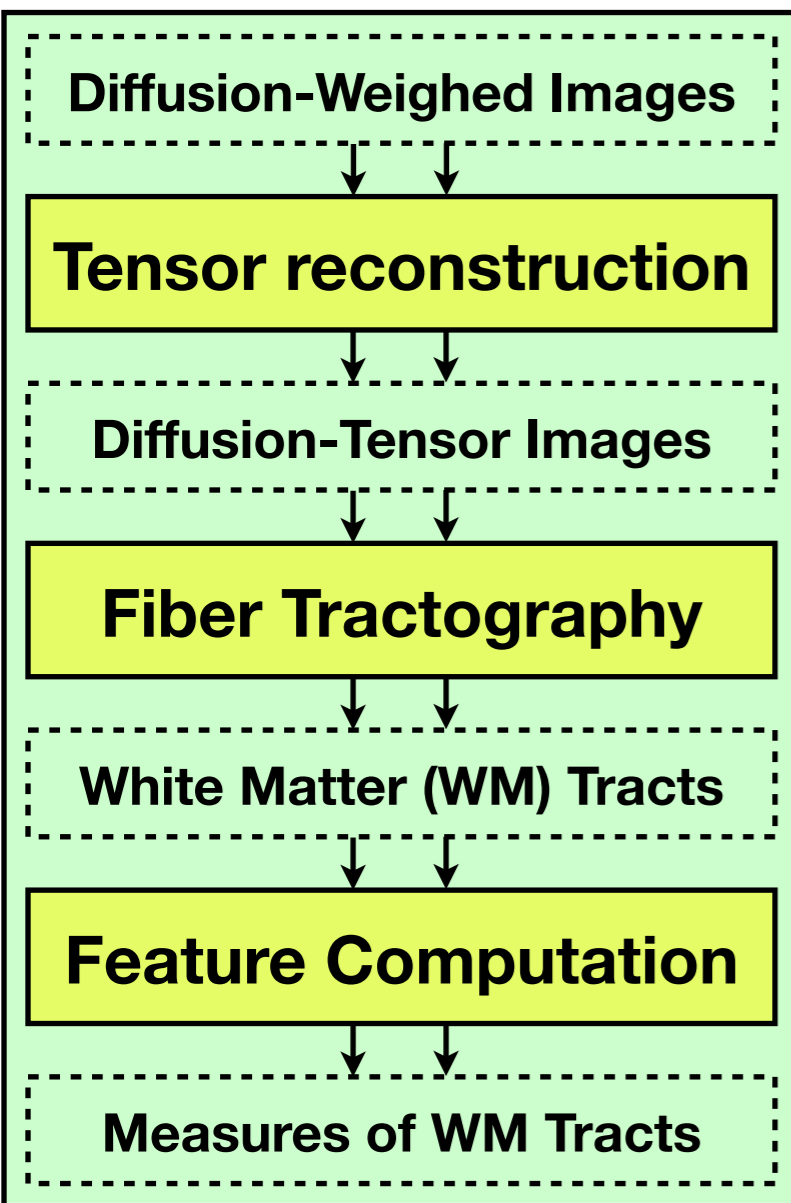 Diffusion-Weighed Images
Tensor reconstruction
Diffusion-Tensor Images
Fiber Tractography
White Matter (WM) Tracts
Feature Computation
Measures of WM Tracts